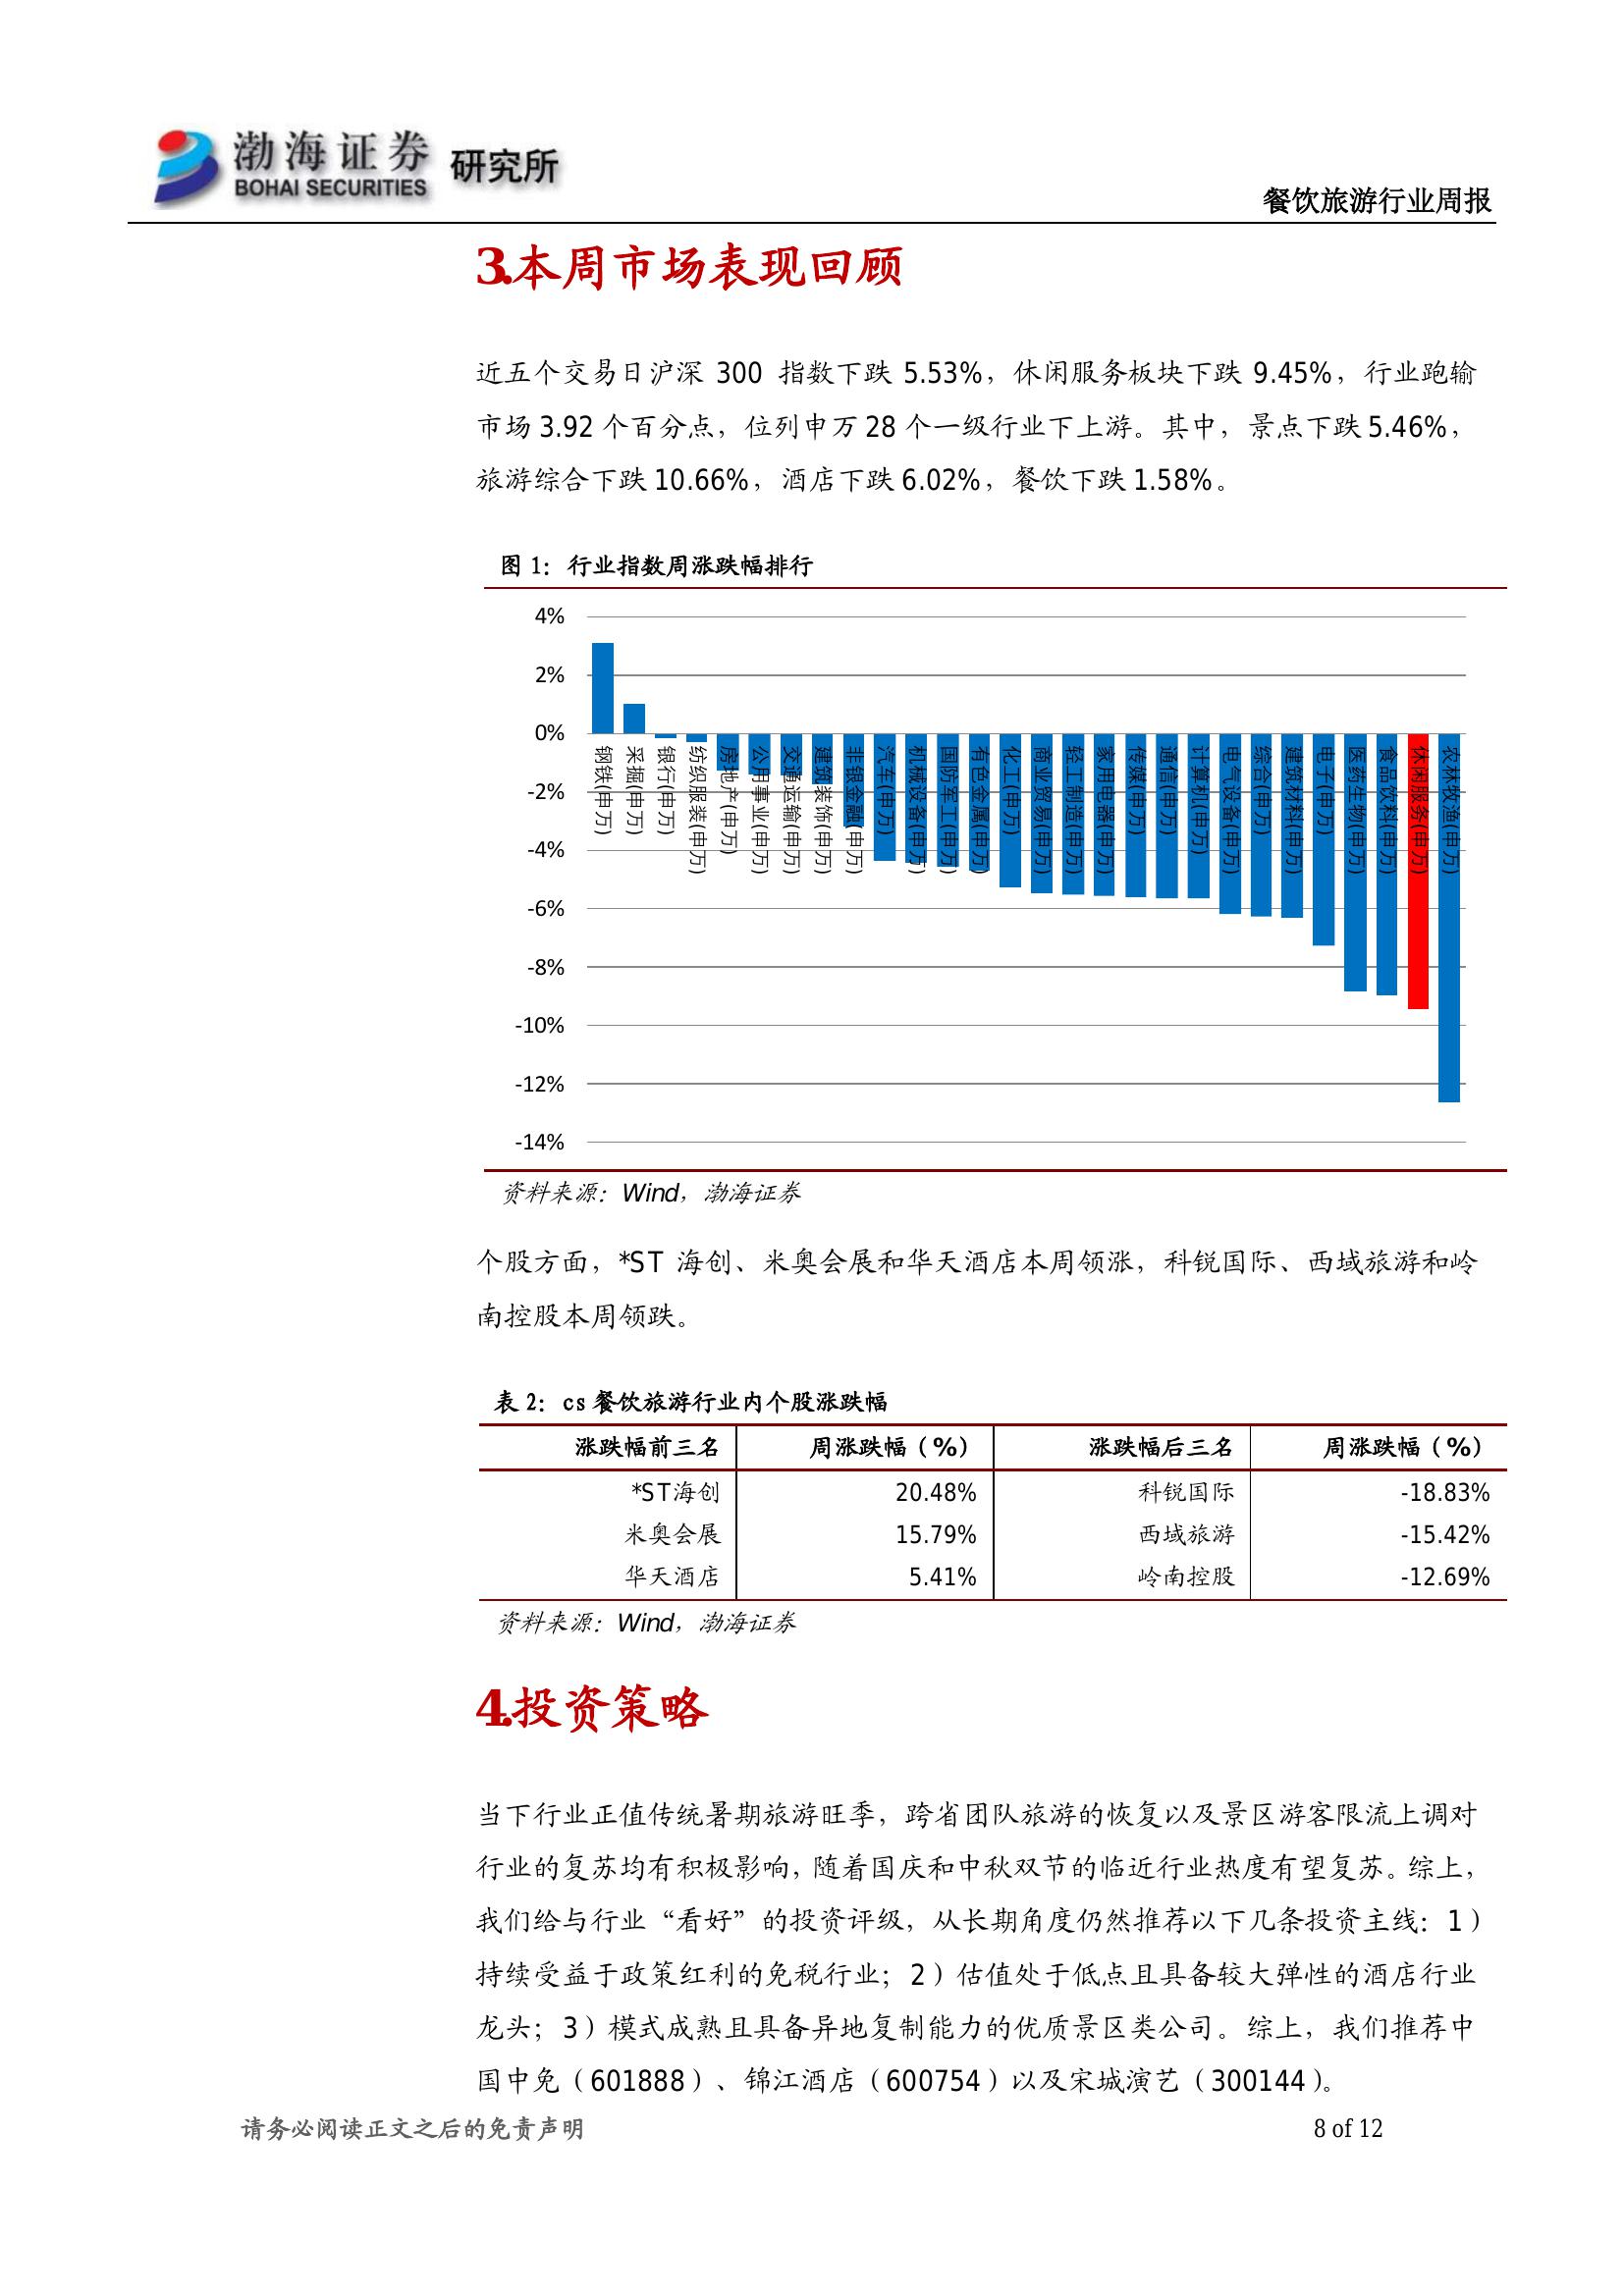 渤海证券
BOHAI SECURITIES
研究所
餐饮旅游行业周报
3.本周市场表现回顾
近五个交易日沪深 300 指数下跌 5.53%，休闲服务板块下跌 9.45%，行业跑输
市场 3.92 个百分点，位列申万 28 个一级行业下上游。其中，景点下跌 5.46%，
旅游综合下跌 10.66%，酒店下跌 6.02%，餐饮下跌 1.58%。
图 1：行业指数周涨跌幅排行
4%
2%
0%
-2%
-4%
-6%
-8%
-10%
-12%
-14%
钢铁(申万)
采掘(申万)
银行(申万)
纺织服装(申万)
房地产(申万)
公用事业(申万)
交通运输(申万)
建筑装饰(申万)
非银金融(申万)
汽车(申万)
机械设备(申万)
国防军工(申万)
有色金属(申万)
化工(申万)
商业贸易(申万)
轻工制造(申万)
家用电器(申万)
传媒(申万)
通信(申万)
计算机(申万)
电气设备(申万)
综合(申万)
建筑材料(申万)
电子(申万)
医药生物(申万)
食品饮料(申万)
休闲服务(申万)
农林牧渔(申万)
资料来源：Wind，渤海证券
个股方面，*ST 海创、米奥会展和华天酒店本周领涨，科锐国际、西域旅游和岭
南控股本周领跌。
表 2：cs 餐饮旅游行业内个股涨跌幅
涨跌幅前三名 周涨跌幅（%） 涨跌幅后三名 周涨跌幅（%）
*ST海创 20.48% 科锐国际 -18.83%
米奥会展 15.79% 西域旅游 -15.42%
华天酒店 5.41% 岭南控股 -12.69%
资料来源：Wind，渤海证券
4.投资策略
当下行业正值传统暑期旅游旺季，跨省团队旅游的恢复以及景区游客限流上调对
行业的复苏均有积极影响，随着国庆和中秋双节的临近行业热度有望复苏。综上，
我们给与行业“看好”的投资评级，从长期角度仍然推荐以下几条投资主线：1）
持续受益于政策红利的免税行业；2）估值处于低点且具备较大弹性的酒店行业
龙头；3）模式成熟且具备异地复制能力的优质景区类公司。综上，我们推荐中
国中免（601888）、锦江酒店（600754）以及宋城演艺（300144）。
请务必阅读正文之后的免责声明
8 of 12